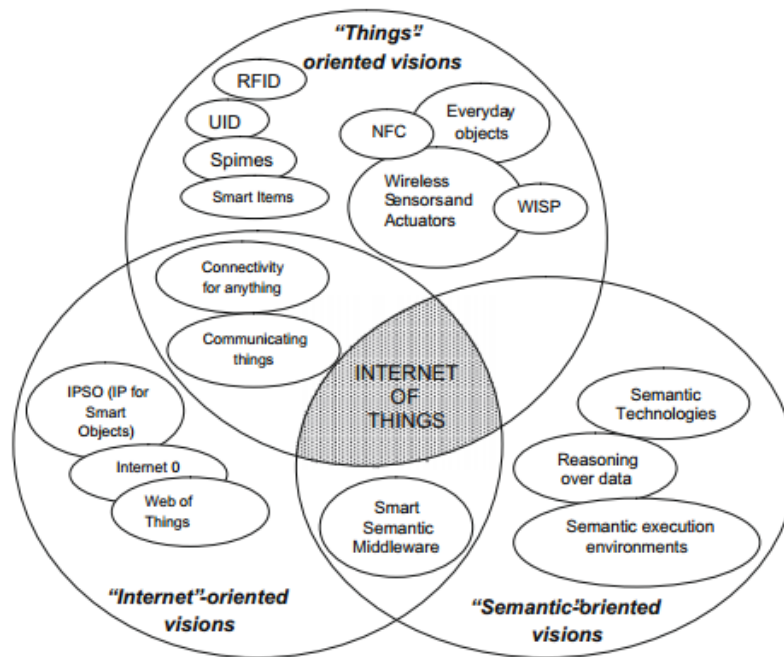 “Things”-
oriented visions
RFID
UID
Spimes
Smart Items
NFC
Everyday
objects
Wireless
Sensors and
Actuators
WISP
Connectivity
for anything
Communicating
things
INTERNET
OF
THINGS
IPSO (IP for
Smart
Objects)
Internet 0
Web of
Things
Smart
Semantic
Middleware
Semantic
Technologies
Reasoning
over data
Semantic execution
environments
“Internet”-oriented
visions
“Semantic”-oriented
visions